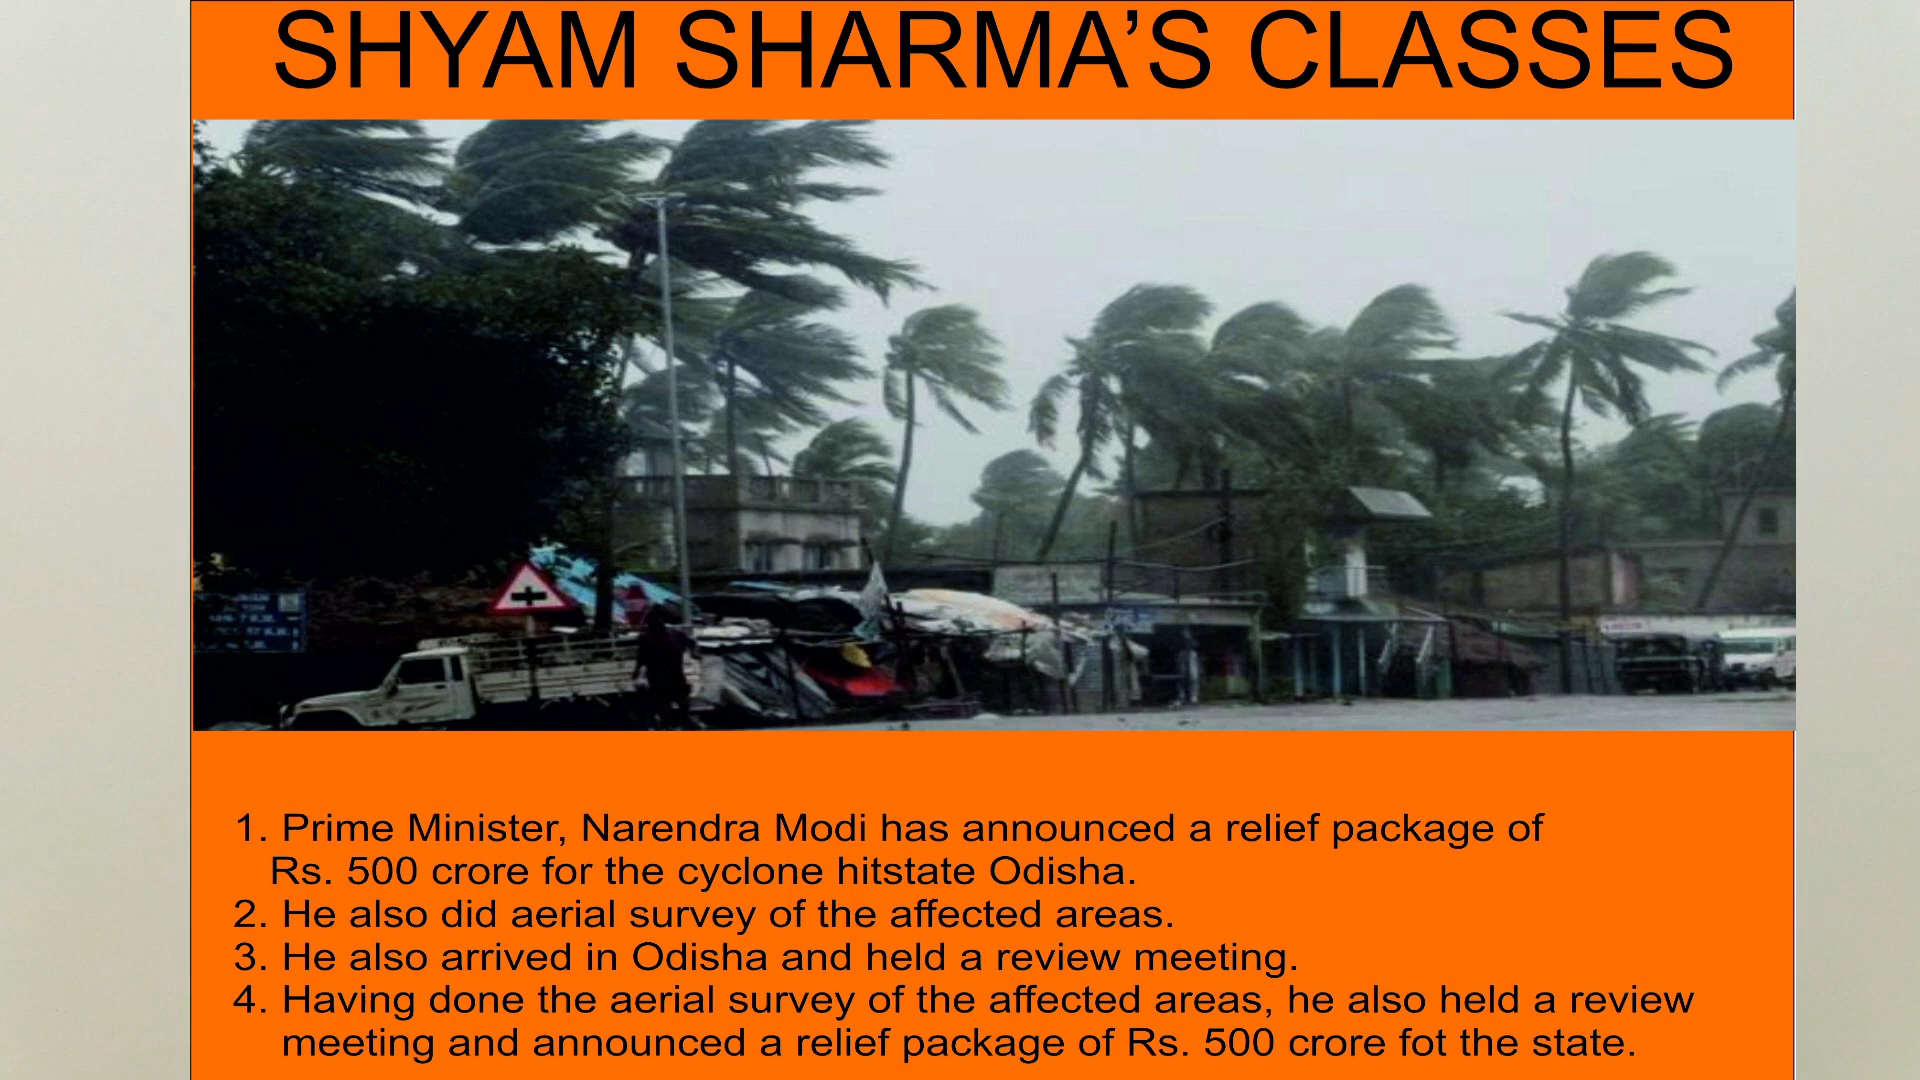 SHYAM SHARMA’S CLASSES
1. Prime Minister, Narendra Modi has announced a relief package of
Rs. 500 crore for the cyclone hitstate Odisha.
2. He also did aerial survey of the affected areas.
3. He also arrived in Odisha and held a review meeting.
4. Having done the aerial survey of the affected areas, he also held a review
meeting and announced a relief package of Rs. 500 crore fot the state.